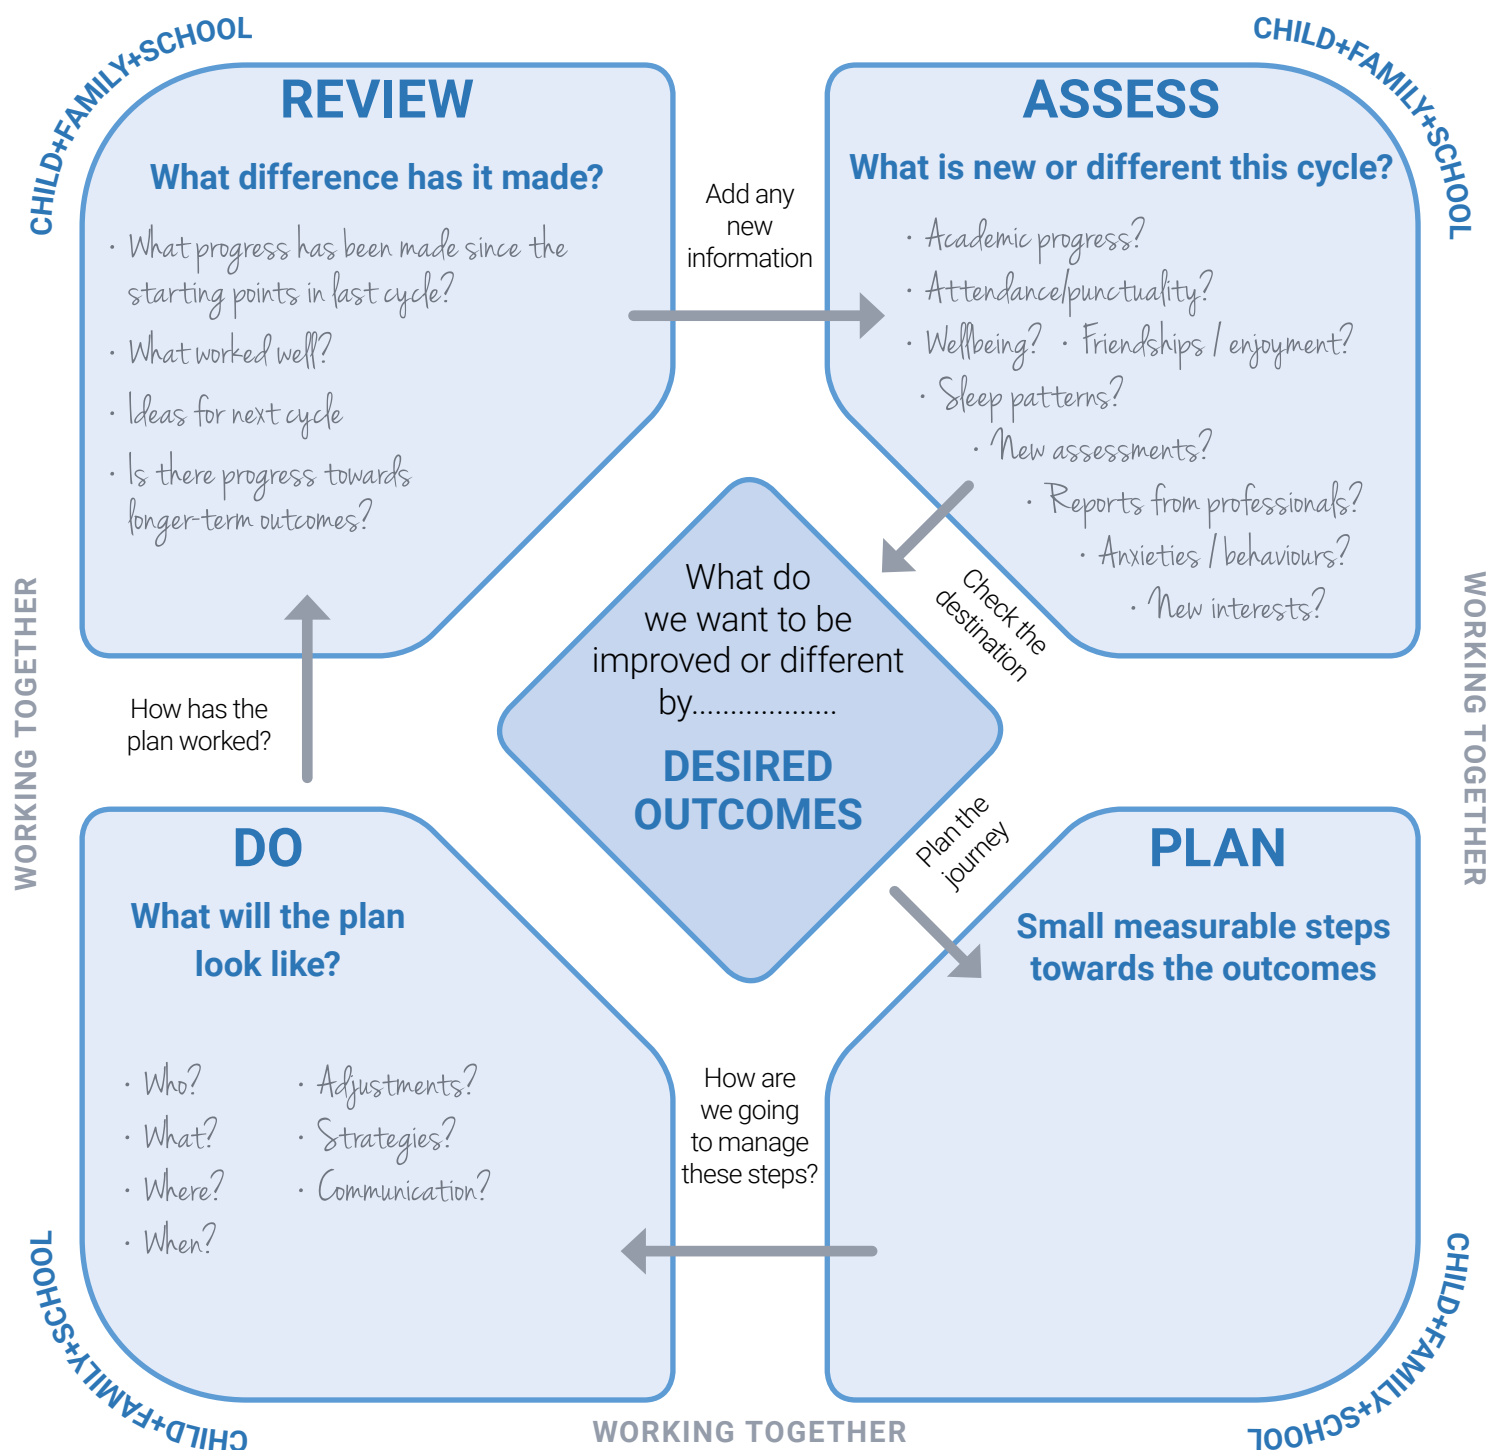 CHILD+FAMILY+SCHOOL
REVIEW
What difference has it made?
· What progress has been made since the
starting points in last cycle?
· What worked well?
· Ideas for next cycle
· Is there progress towards
longer-term outcomes?
Add any
new
information
CHILD+FAMILY+SCHOOL
ASSESS
What is new or different this cycle?
· Academic progress?
· Attendance/punctuality?
· Wellbeing? · Friendships / enjoyment?
· Sleep patterns?
· New assessments?
· Reports from professionals?
· Anxieties / behaviours?
· New interests?
WORKING TOGETHER
How has the
plan worked?
What do
we want to be
improved or different
by..................
DESIRED
OUTCOMES
Check the
destination
WORKING TOGETHER
Plan the
journey
DO
What will the plan
look like?
· Who?
· What?
· Where?
· When?
· Adjustments?
· Strategies?
· Communication?
How are
we going
to manage
these steps?
PLAN
Small measurable steps
towards the outcomes
CHILD+FAMILY+SCHOOL
WORKING TOGETHER
CHILD+FAMILY+SCHOOL